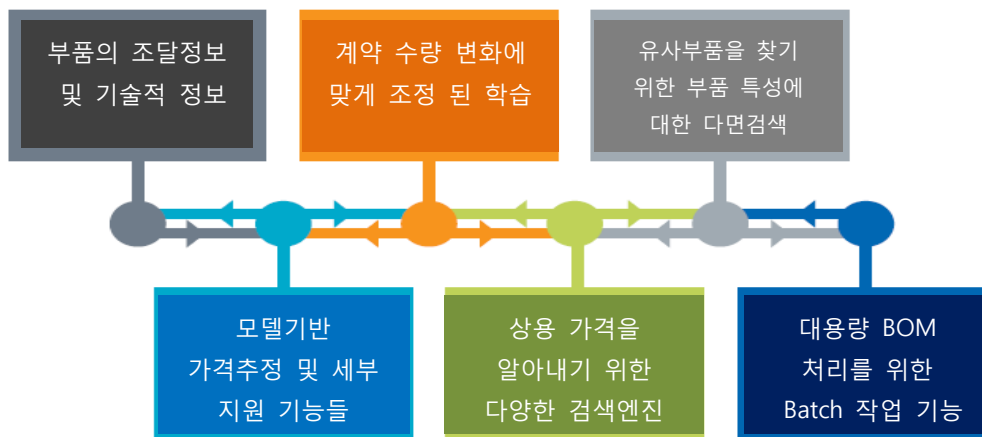 부품의 조달정보
및 기술적 정보
계약 수량 변화에
맞게 조정 된 학습
유사부품을 찾기
위한 부품 특성에
대한 다면검색
모델기반
가격추정 및 세부
지원 기능들
상용 가격을
알아내기 위한
다양한 검색엔진
대용량 BOM
처리를 위한
Batch 작업 기능